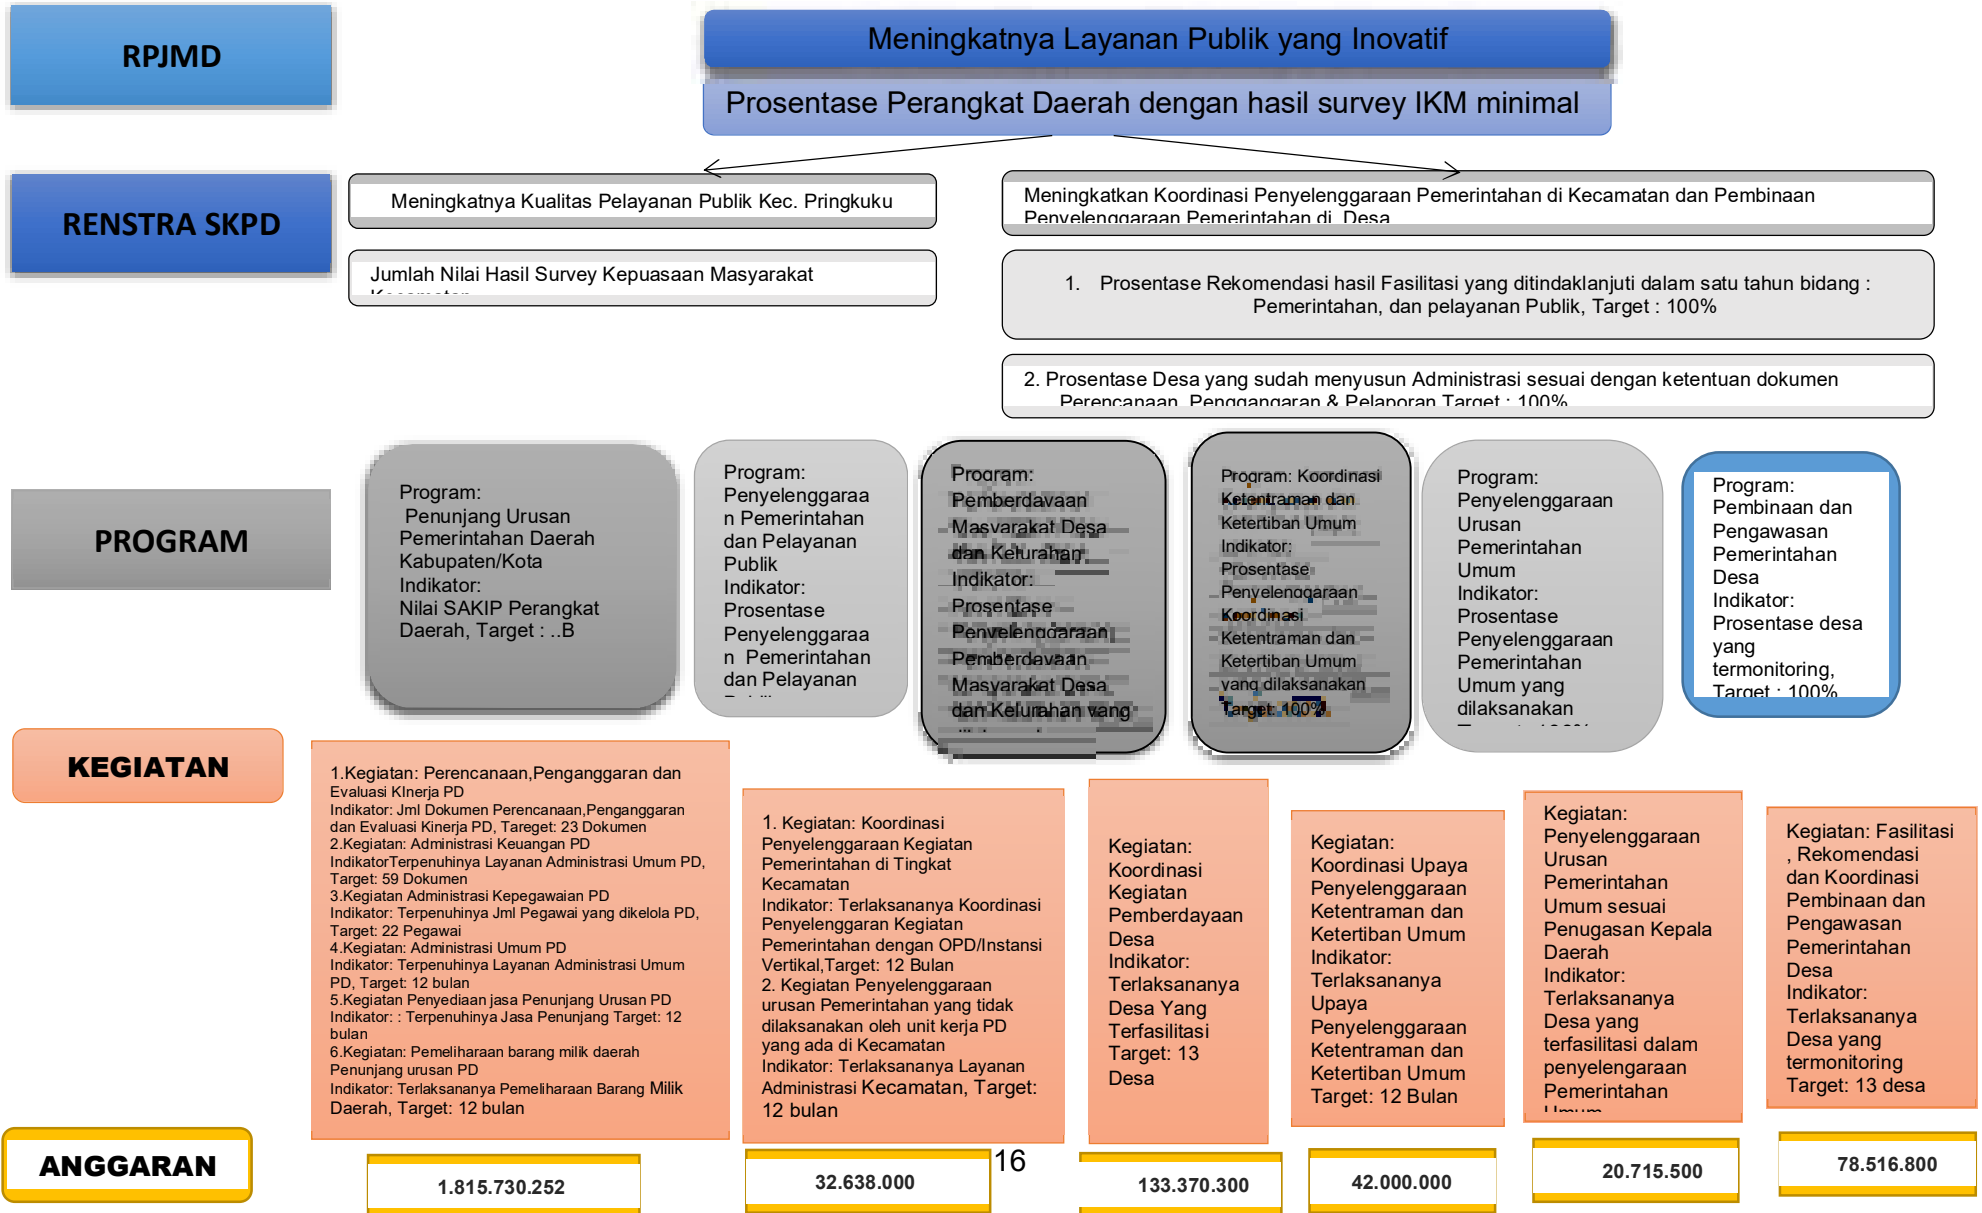 RPJMD
Meningkatnya Layanan Publik yang Inovatif
Prosentase Perangkat Daerah dengan hasil survey IKM minimal
RENSTRA SKPD
Meningkatnya Kualitas Pelayanan Publik Kec. Pringkuku
Jumlah Nilai Hasil Survey Kepuasaan Masyarakat
Meningkatkan Koordinasi Penyelenggaraan Pemerintahan di Kecamatan dan Pembinaan
Penyelenggaraan Pemerintahan di Desa
1. Prosentase Rekomendasi hasil Fasilitasi yang ditindaklanjuti dalam satu tahun bidang :
Pemerintahan, dan pelayanan Publik, Target : 100%
2. Prosentase Desa yang sudah menyusun Administrasi sesuai dengan ketentuan dokumen
Perencanaan, Penggangaran & Pelaporan Target : 100%
PROGRAM
Program:
Penunjang Urusan
Pemerintahan Daerah
Kabupaten/Kota
Indikator:
Nilai SAKIP Perangkat
Daerah, Target : ..B
Program:
Penyelenggaraa
n Pemerintahan
dan Pelayanan
Publik
Indikator:
Prosentase
Penyelenggaraa
n Pemerintahan
dan Pelayanan
Program:
Pemberdayaan
Masyarakat Desa
dan Kelurahan
Indikator:
Prosentase
Penyelenggaraan
Pemberdayaan
Masyarakat Desa
dan Kelurahan yang
Program: Koordinasi
Ketentraman dan
Ketertiban Umum
Indikator:
Prosentase
Penyelenggaraan
Koordinasi
Ketentraman dan
Ketertiban Umum
yang dilaksanakan
Target: 100%
Program:
Penyelenggaraan
Urusan
Pemerintahan
Umum
Indikator:
Prosentase
Penyelenggaraan
Pemerintahan
Umum yang
dilaksanakan
Program:
Pembinaan dan
Pengawasan
Pemerintahan
Desa
Indikator:
Prosentase desa
yang
termonitoring,
Target : 100%
KEGIATAN
1.Kegiatan: Perencanaan,Penganggaran dan
Evaluasi KInerja PD
Indikator: Jml Dokumen Perencanaan,Penganggaran
dan Evaluasi Kinerja PD, Tareget: 23 Dokumen
2.Kegiatan: Administrasi Keuangan PD
IndikatorTerpenuhinya Layanan Administrasi Umum PD,
Target: 59 Dokumen
3.Kegiatan Administrasi Kepegawaian PD
Indikator: Terpenuhinya Jml Pegawai yang dikelola PD,
Target: 22 Pegawai
4.Kegiatan: Administrasi Umum PD
Indikator: Terpenuhinya Layanan Administrasi Umum
PD, Target: 12 bulan
5.Kegiatan Penyediaan jasa Penunjang Urusan PD
Indikator: : Terpenuhinya Jasa Penunjang Target: 12
bulan
6.Kegiatan: Pemeliharaan barang milik daerah
Penunjang urusan PD
Indikator: Terlaksananya Pemeliharaan Barang Milik
Daerah, Target: 12 bulan
1. Kegiatan: Koordinasi
Penyelenggaraan Kegiatan
Pemerintahan di Tingkat
Kecamatan
Indikator: Terlaksananya Koordinasi
Penyelenggaran Kegiatan
Pemerintahan dengan OPD/Instansi
Vertikal,Target: 12 Bulan
2. Kegiatan Penyelenggaraan
urusan Pemerintahan yang tidak
dilaksanakan oleh unit kerja PD
yang ada di Kecamatan
Indikator: Terlaksananya Layanan
Administrasi Kecamatan, Target:
12 bulan
Kegiatan:
Koordinasi
Kegiatan
Pemberdayaan
Desa
Indikator:
Terlaksananya
Desa Yang
Terfasilitasi
Target: 13
Desa
Kegiatan:
Koordinasi Upaya
Penyelenggaraan
Ketentraman dan
Ketertiban Umum
Indikator:
Terlaksananya
Upaya
Penyelenggaraan
Ketentraman dan
Ketertiban Umum
Target: 12 Bulan
Kegiatan:
Penyelenggaraan
Urusan
Pemerintahan
Umum sesuai
Penugasan Kepala
Daerah
Indikator:
Terlaksananya
Desa yang
terfasilitasi dalam
penyelengaraan
Pemerintahan
Kegiatan: Fasilitasi
, Rekomendasi
dan Koordinasi
Pembinaan dan
Pengawasan
Pemerintahan
Desa
Indikator:
Terlaksananya
Desa yang
termonitoring
Target: 13 desa
ANGGARAN
1.815.730.252
32.638.000
16
133.370.300
42.000.000
20.715.500
78.516.800